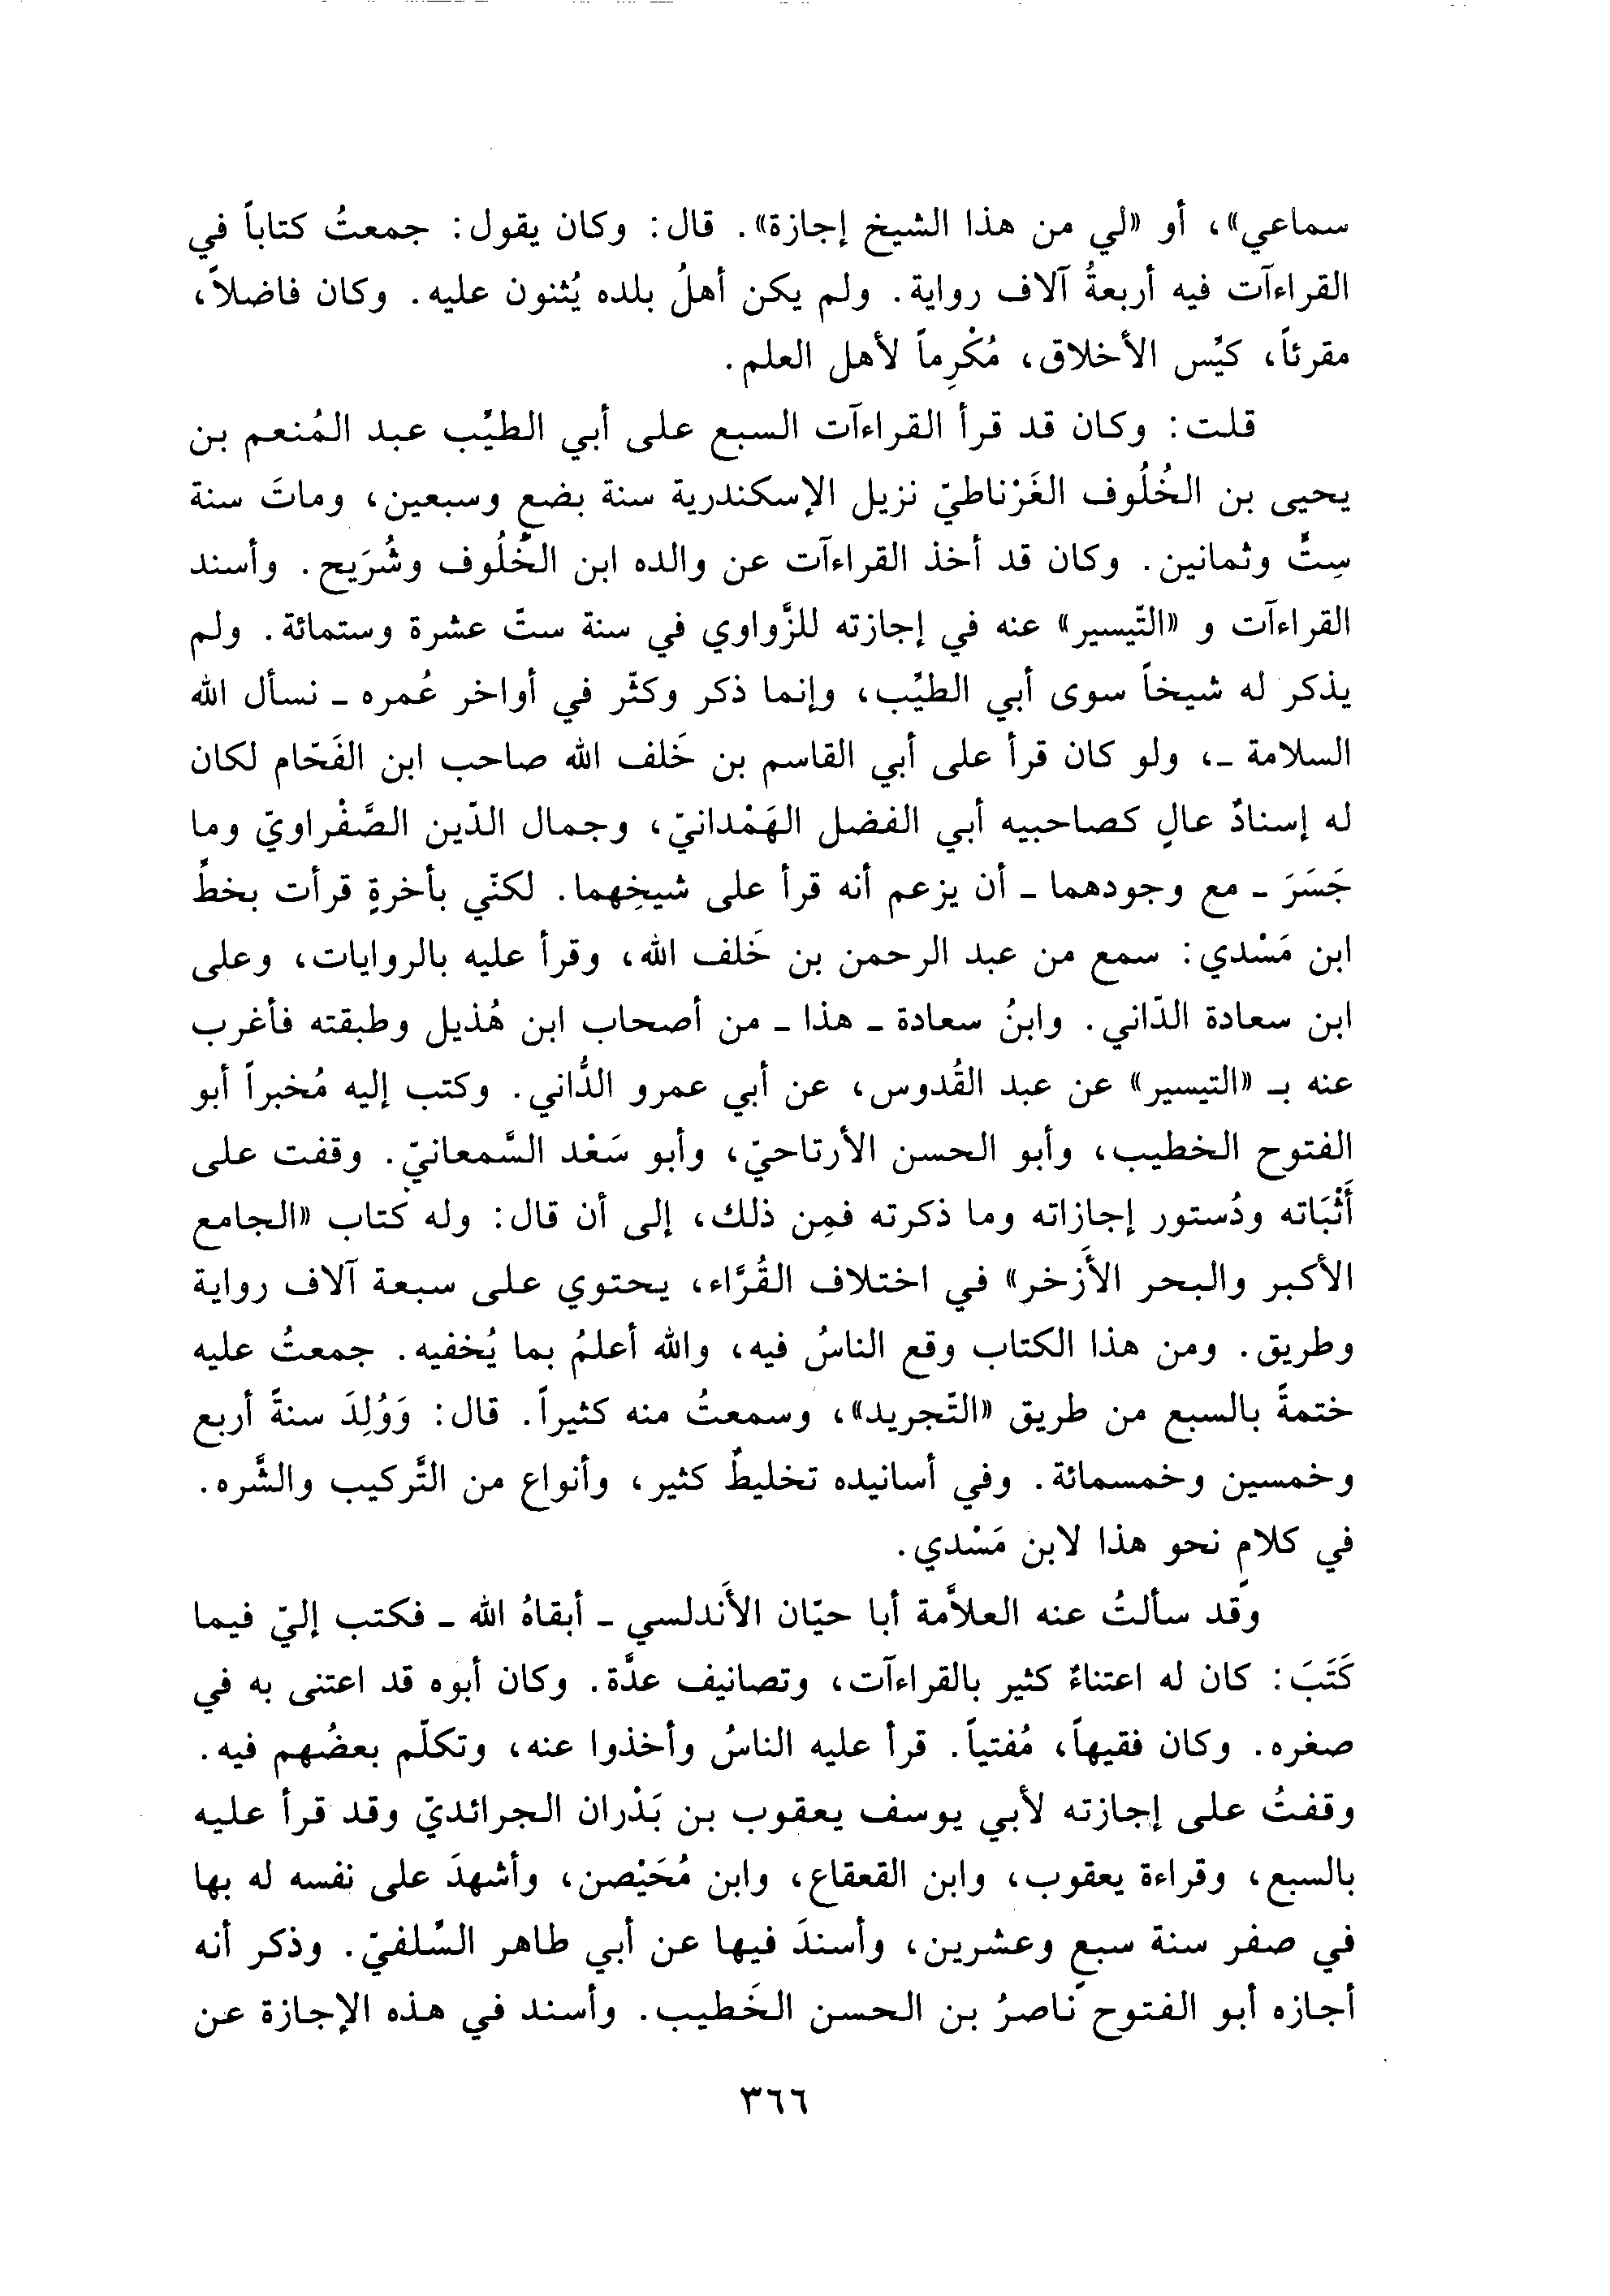 سماعي»، أو «لي من هذا الشيخ إجازة». قال: وكان يقول: جمعتُ كتاباً في
القراءآت فيه أربعةُ آلاف رواية. ولم يكن أهلُ بلده يُثنون عليه. وكان فاضلاً،
مقرئاً، كيِّس الأخلاق، مُكْرِماً لأهل العلم.
قلت: وكان قد قرأ القراءآت السبع على أبي الطيِّب عبد المُنعم بن
يحيى بن الخُلُوف الغَرْناطيّ نزيل الإسكندرية سنة بضعٍ وسبعين، وماتَ سنة
سِتٍّ وثمانين. وكان قد أخذ القراءآت عن والده ابن الخُلُوف وشُرَيح. وأسند
القراءآت و «التّيسير» عنه في إجازته للزَّواوي في سنة ستّ عشرة وستمائة. ولم
يذكر له شيخاً سوى أبي الطيِّب، وإنما ذكر وكثّر في أواخر عُمره ـ نسأل الله
السلامة ـ، ولو كان قرأ على أبي القاسم بن خَلف الله صاحب ابن الفَحّام لكان
له إسنادٌ عالٍ كصاحبيه أبي الفضل الهَمْدانيّ، وجمال الدّين الصَّفْراويّ وما
جَسَرَ ـ مع وجودهما ـ أن يزعم أنه قرأ على شيخِهما. لكنّي بأخرةٍ قرأت بخطِّ
ابن مَسْدي: سمع من عبد الرحمن بن خَلف الله، وقرأ عليه بالروايات، وعلى
ابن سعادة الدّاني. وابنُ سعادة ـ هذا ـ من أصحاب ابن هُذيل وطبقته فأغرب
عنه بـ «التيسير» عن عبد القُدوس، عن أبي عمرو الدُّاني. وكتب إليه مُخبراً أبو
الفتوح الخطيب، وأبو الحسن الأرتاحيّ، وأبو سَعْد السَّمعانيّ. وقفت على
أَثْبَاته ودُستور إجازاته وما ذكرته فمِن ذلك، إلى أن قال: وله كتاب «الجامع
الأكبر والبحر الأَزخر» في اختلاف القُرَّاء، يحتوي على سبعة آلاف رواية
وطريق. ومن هذا الكتاب وقع الناسُ فيه، والله أعلمُ بما يُخفيه. جمعتُ عليه
ختمةً بالسبع من طريق «التّجريد»، وسمعتُ منه كثيراً. قال: وَوُلِدَ سنةً أربع
وخمسين وخمسمائة. وفي أسانيده تخليطٌ كثير، وأنواع من التَّركيب والشَّره.
في كلامٍ نحو هذا لابن مَسْدي.
وقد سألتُ عنه العلاَّمة أبا حيّان الأَندلسي ـ أبقاهُ الله ـ فكتب إليّ فيما
كَتَبَ: كان له اعتناءٌ كثير بالقراءآت، وتصانيف عدَّة. وكان أبوه قد اعتنى به في
صغره. وكان فقيهاً، مُفتياً. قرأ عليه الناسُ وأخذوا عنه، وتكلّم بعضُهم فيه.
وقفتُ على إجازته لأبي يوسف يعقوب بن بَدْران الجرائديّ وقد قرأ عليه
بالسبع، وقراءة يعقوب، وابن القعقاع، وابن مُحَيْصن، وأشهدَ على نفسه له بها
في صفر سنة سبعٍ وعشرين، وأسندَ فيها عن أبي طاهر السِّلفيّ. وذكر أنه
أجازه أبو الفتوح ناصرُ بن الحسن الخَطيب. وأسند في هذه الإجازة عن
٣٦٦